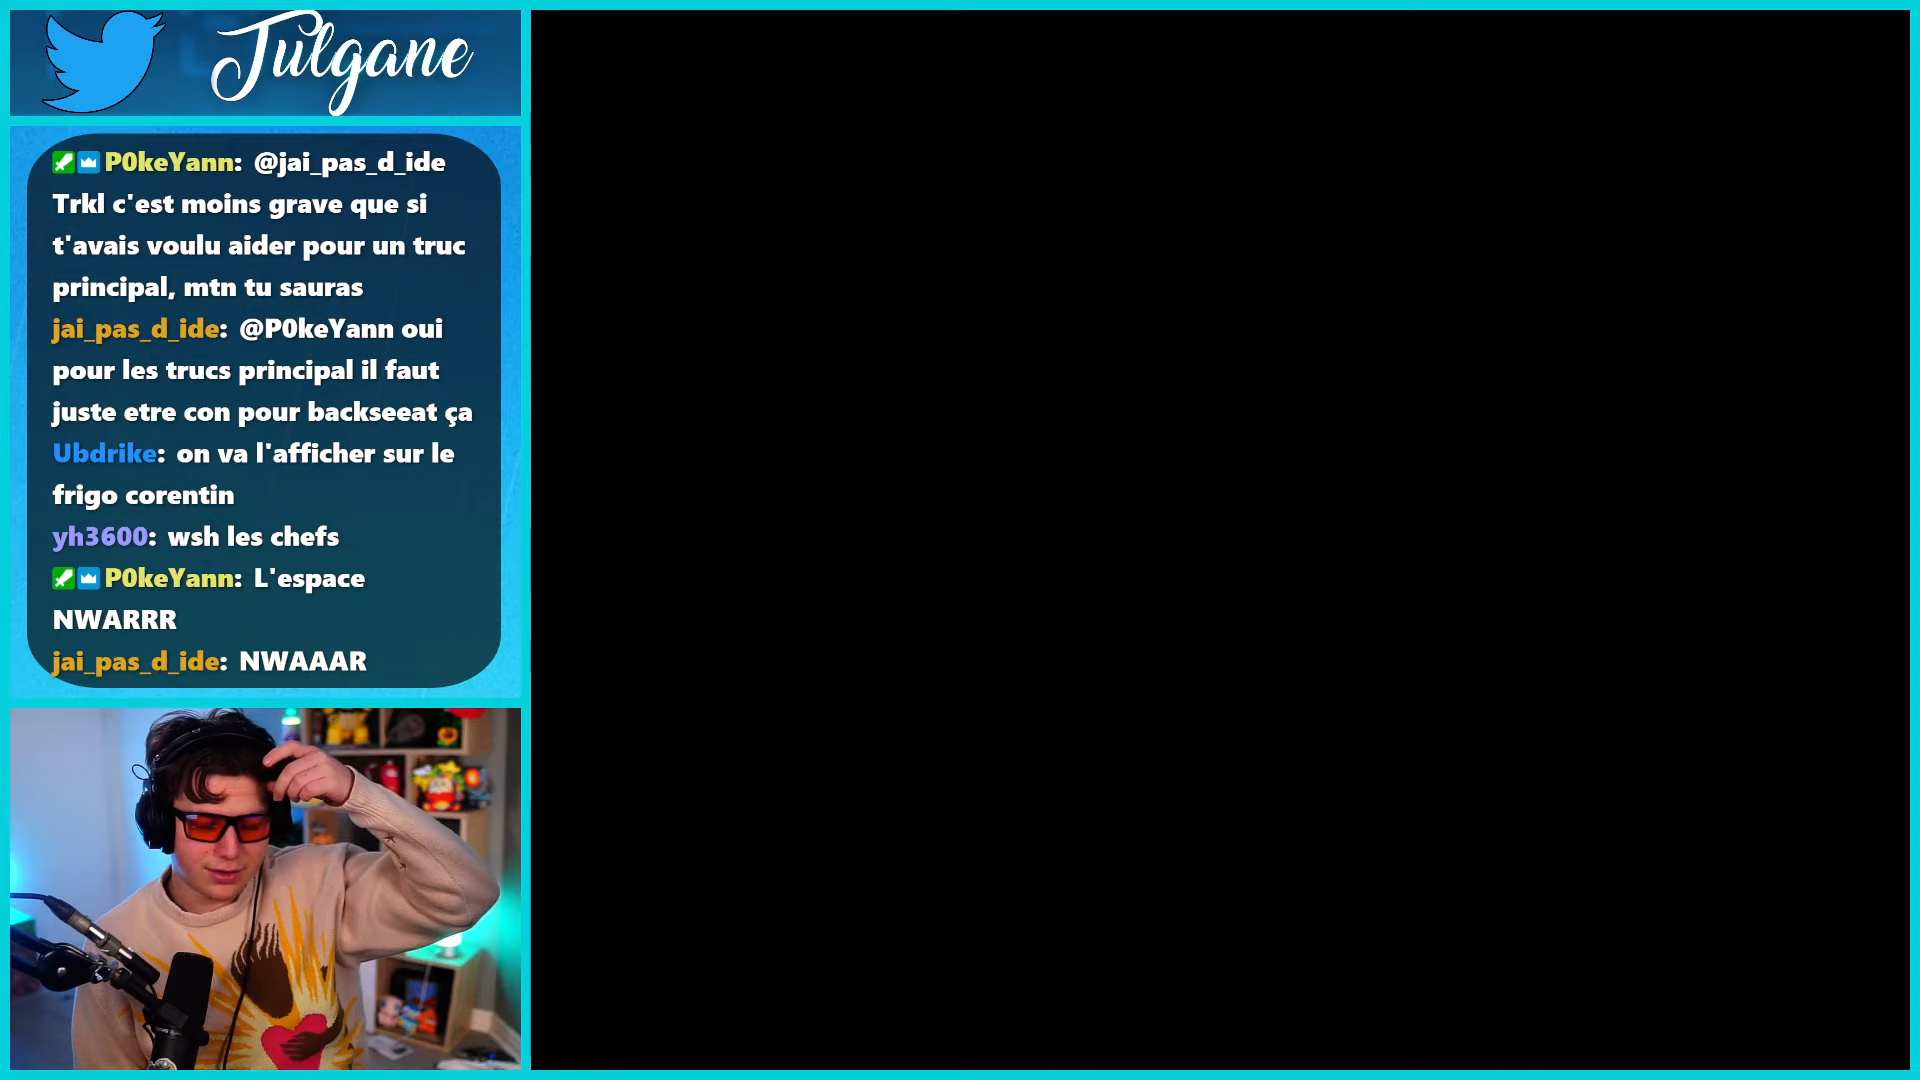 Julgane
P0keYann: @jai_pas_d_ide
Trkl c'est moins grave que si
t'avais voulu aider pour un truc
principal, mtn tu sauras
jai_pas_d_ide: @P0keYann oui
pour les trucs principal il faut
juste etre con pour backseeat ça
Ubdrike: on va l'afficher sur le
frigo corentin
yh3600: wsh les chefs
P0keYann: L'espace
NWARRR
jai_pas_d_ide: NWAAAR